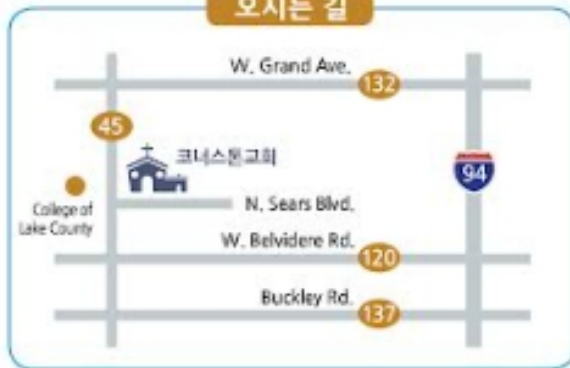 오시는 길
W. Grand Ave.
132
45
코너스톤교회
94
College of
Lake County
N. Sears Blvd.
W. Belvidere Rd.
120
Buckley Rd.
137